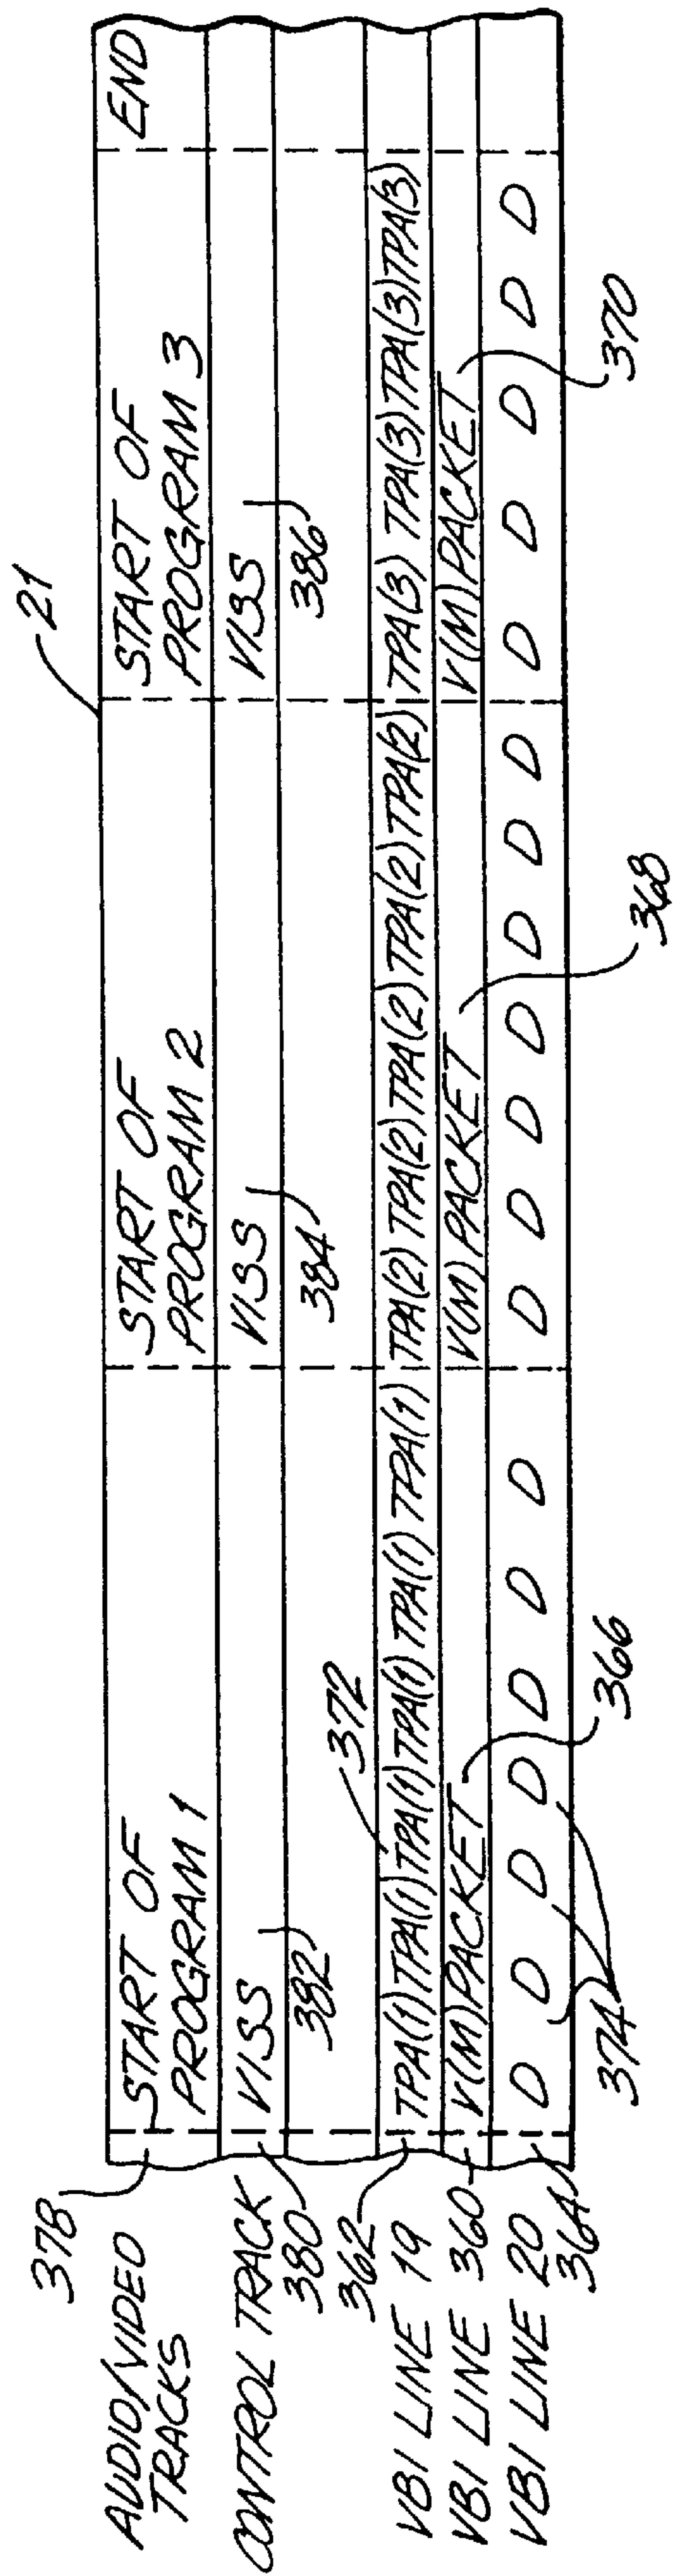 21
378
AUDIO/VIDEO
TRACKS
START OF
PROGRAM 1
START OF
PROGRAM 2
START OF
PROGRAM 3
END
CONTROL TRACK
380
VISS
382
VISS
384
VISS
386
362
372
VBI LINE 19
TPA(1) TPA(1) TPA(1) TPA(1) TPA(1) TPA(1) TPA(2) TPA(2) TPA(2) TPA(2) TPA(2) TPA(3) TPA(3) TPA(3) TPA(3)
VBI LINE 360
V(M) PACKET
V(M) PACKET
V(M) PACKET
VBI LINE 20
364
D D D D D D D D D D D D D D D D D D D
374
366
368
370